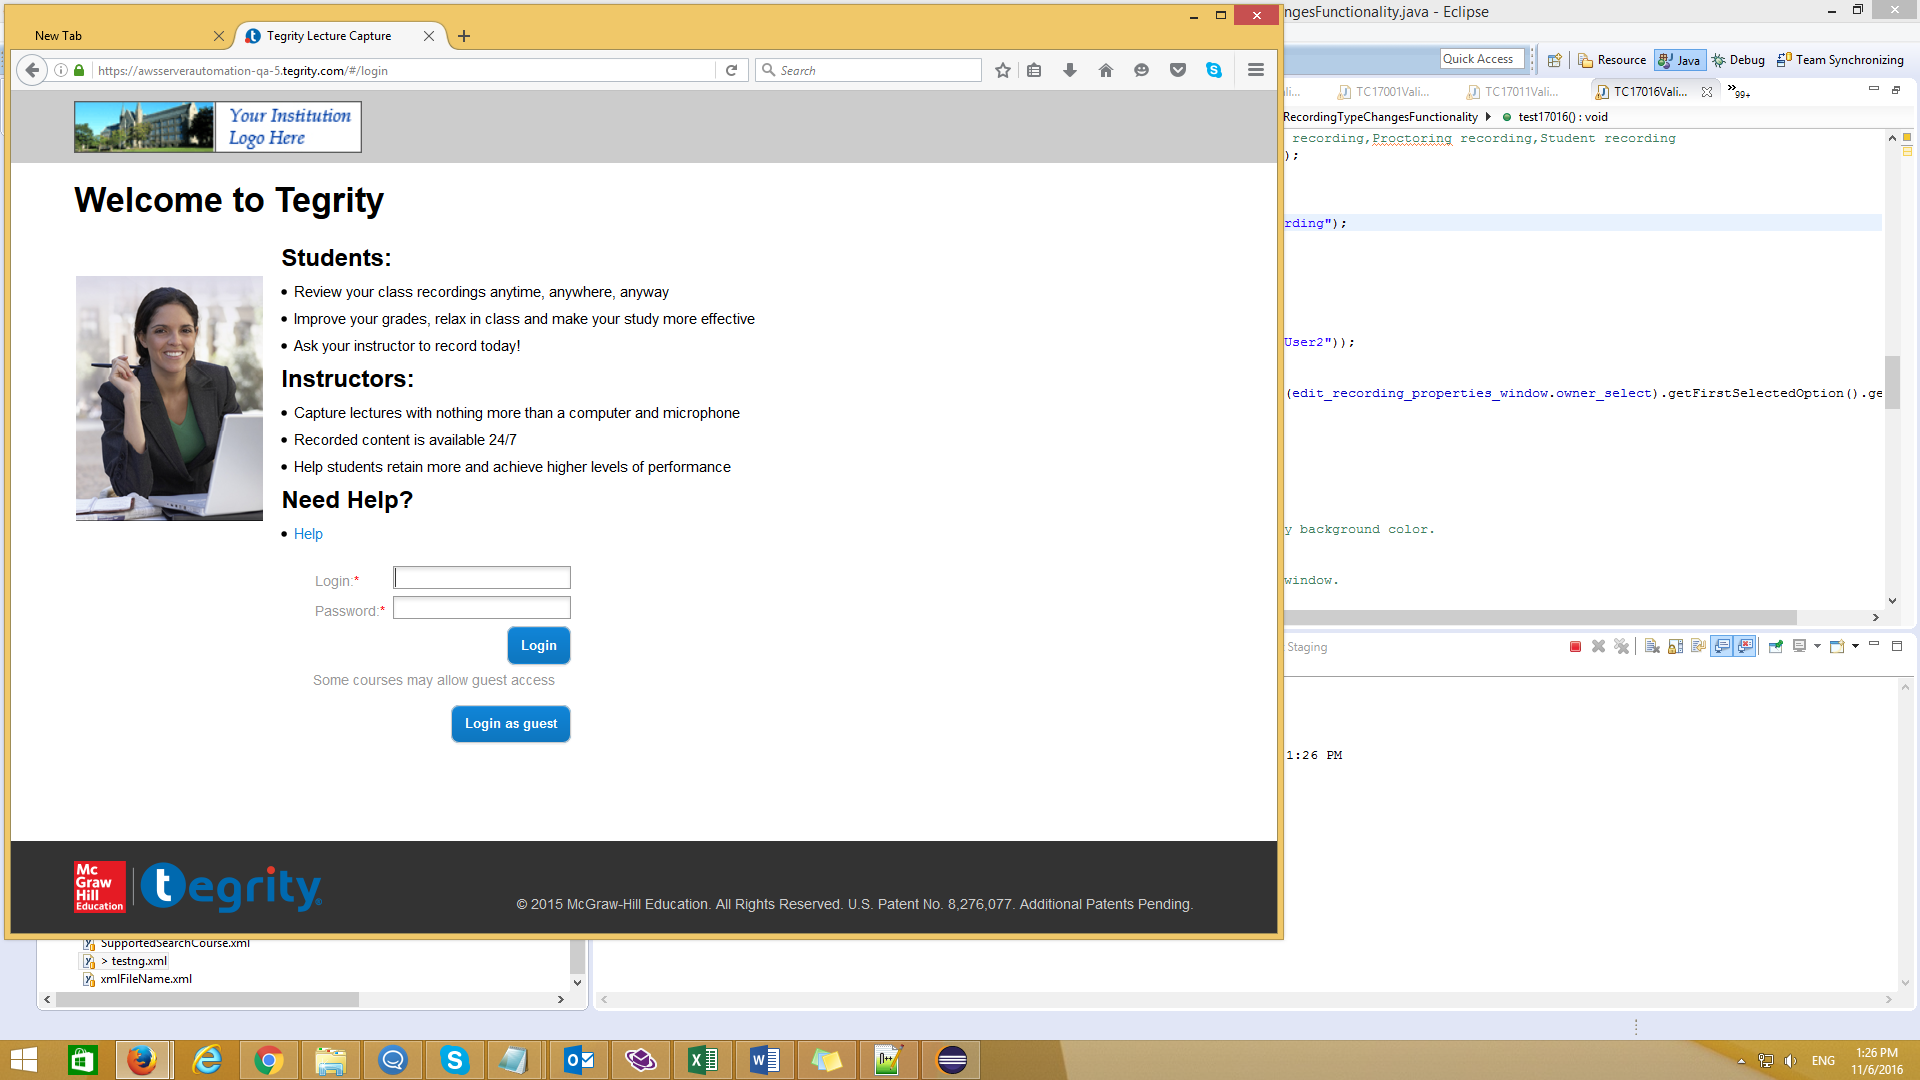 ngesFunctionality.java - Eclipse
New Tab
Tegrity Lecture Capture
https://awsserverautomation-qa-5.tegrity.com/#/login
Search
Quick Access
Resource
Java
Debug
Team Synchronizing
TC17001Vali...
TC17011Vali...
TC17016Vali...
99+
RecordingTypeChangesFunctionality
test17016() : void
Your Institution
Logo Here
recording,Proctoring recording,Student recording
);
rding");
User2"));
(edit_recording_properties_window.owner_select).getFirstSelectedOption().ge
y background color.
window.
Welcome to Tegrity
Students:
Review your class recordings anytime, anywhere, anyway
Improve your grades, relax in class and make your study more effective
Ask your instructor to record today!
Instructors:
Capture lectures with nothing more than a computer and microphone
Recorded content is available 24/7
Help students retain more and achieve higher levels of performance
Need Help?
Help
Login:*
Password:*
Login
Some courses may allow guest access
Login as guest
Staging
1:26 PM
Mc
Graw
Hill
Education
tegrity
© 2015 McGraw-Hill Education. All Rights Reserved. U.S. Patent No. 8,276,077. Additional Patents Pending.
SupportedSearchCourse.xml
> testng.xml
xmlFileName.xml
ENG
1:26 PM
11/6/2016